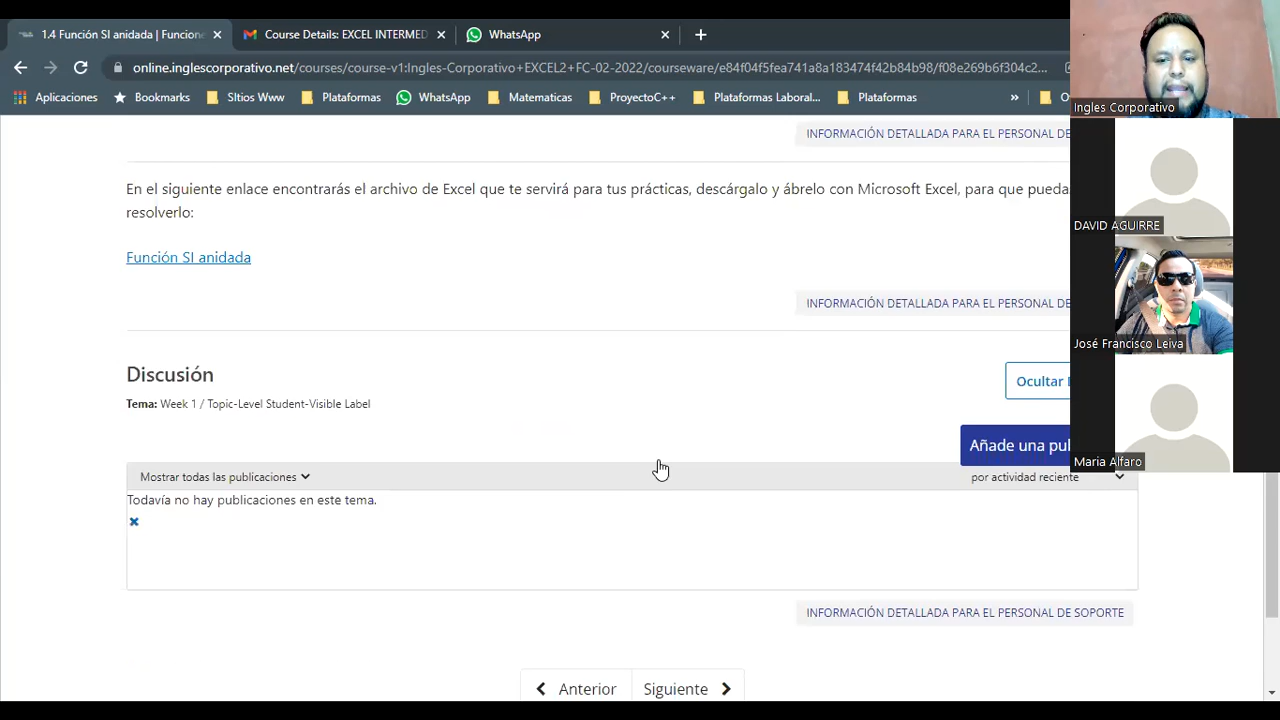 1.4 Función SI anidada | Funcione
Course Details: EXCEL INTERMED
WhatsApp
online.inglescorporativo.net/courses/course-v1:Ingles-Corporativo+EXCEL2+FC-02-2022/courseware/e84f04f5fea741a8a183474f42b84b98/f08e269b6f304c2...
Aplicaciones
Bookmarks
SItios Www
Plataformas
WhatsApp
Matematicas
ProyectoC++
Plataformas Laboral...
Plataformas
»
O
Ingles Corporativo
INFORMACIÓN DETALLADA PARA EL PERSONAL DE
En el siguiente enlace encontrarás el archivo de Excel que te servirá para tus prácticas, descárgalo y ábrelo con Microsoft Excel, para que puedas
resolverlo:
DAVID AGUIRRE
Función SI anidada
INFORMACIÓN DETALLADA PARA EL PERSONAL DE
José Francisco Leiva
Discusión
Ocultar
Tema: Week 1 / Topic-Level Student-Visible Label
Añade una pul
Maria Alfaro
Mostrar todas las publicaciones
por actividad reciente
Todavía no hay publicaciones en este tema.
INFORMACIÓN DETALLADA PARA EL PERSONAL DE SOPORTE
Anterior
Siguiente